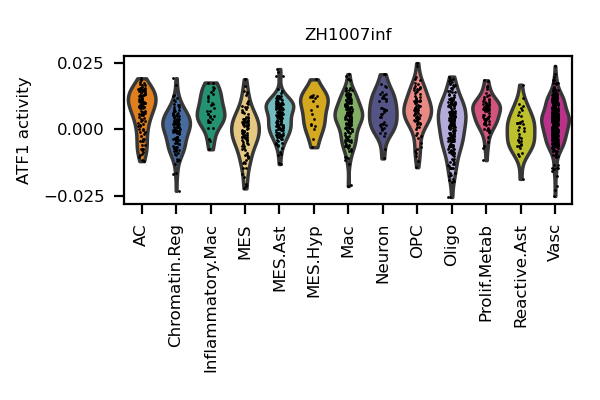 ZH1007inf
ATF1 activity
0.025
0.000
−0.025
AC
Chromatin.Reg
Inflammatory.Mac
MES
MES.Ast
MES.Hyp
Mac
Neuron
OPC
Oligo
Prolif.Metab
Reactive.Ast
Vasc